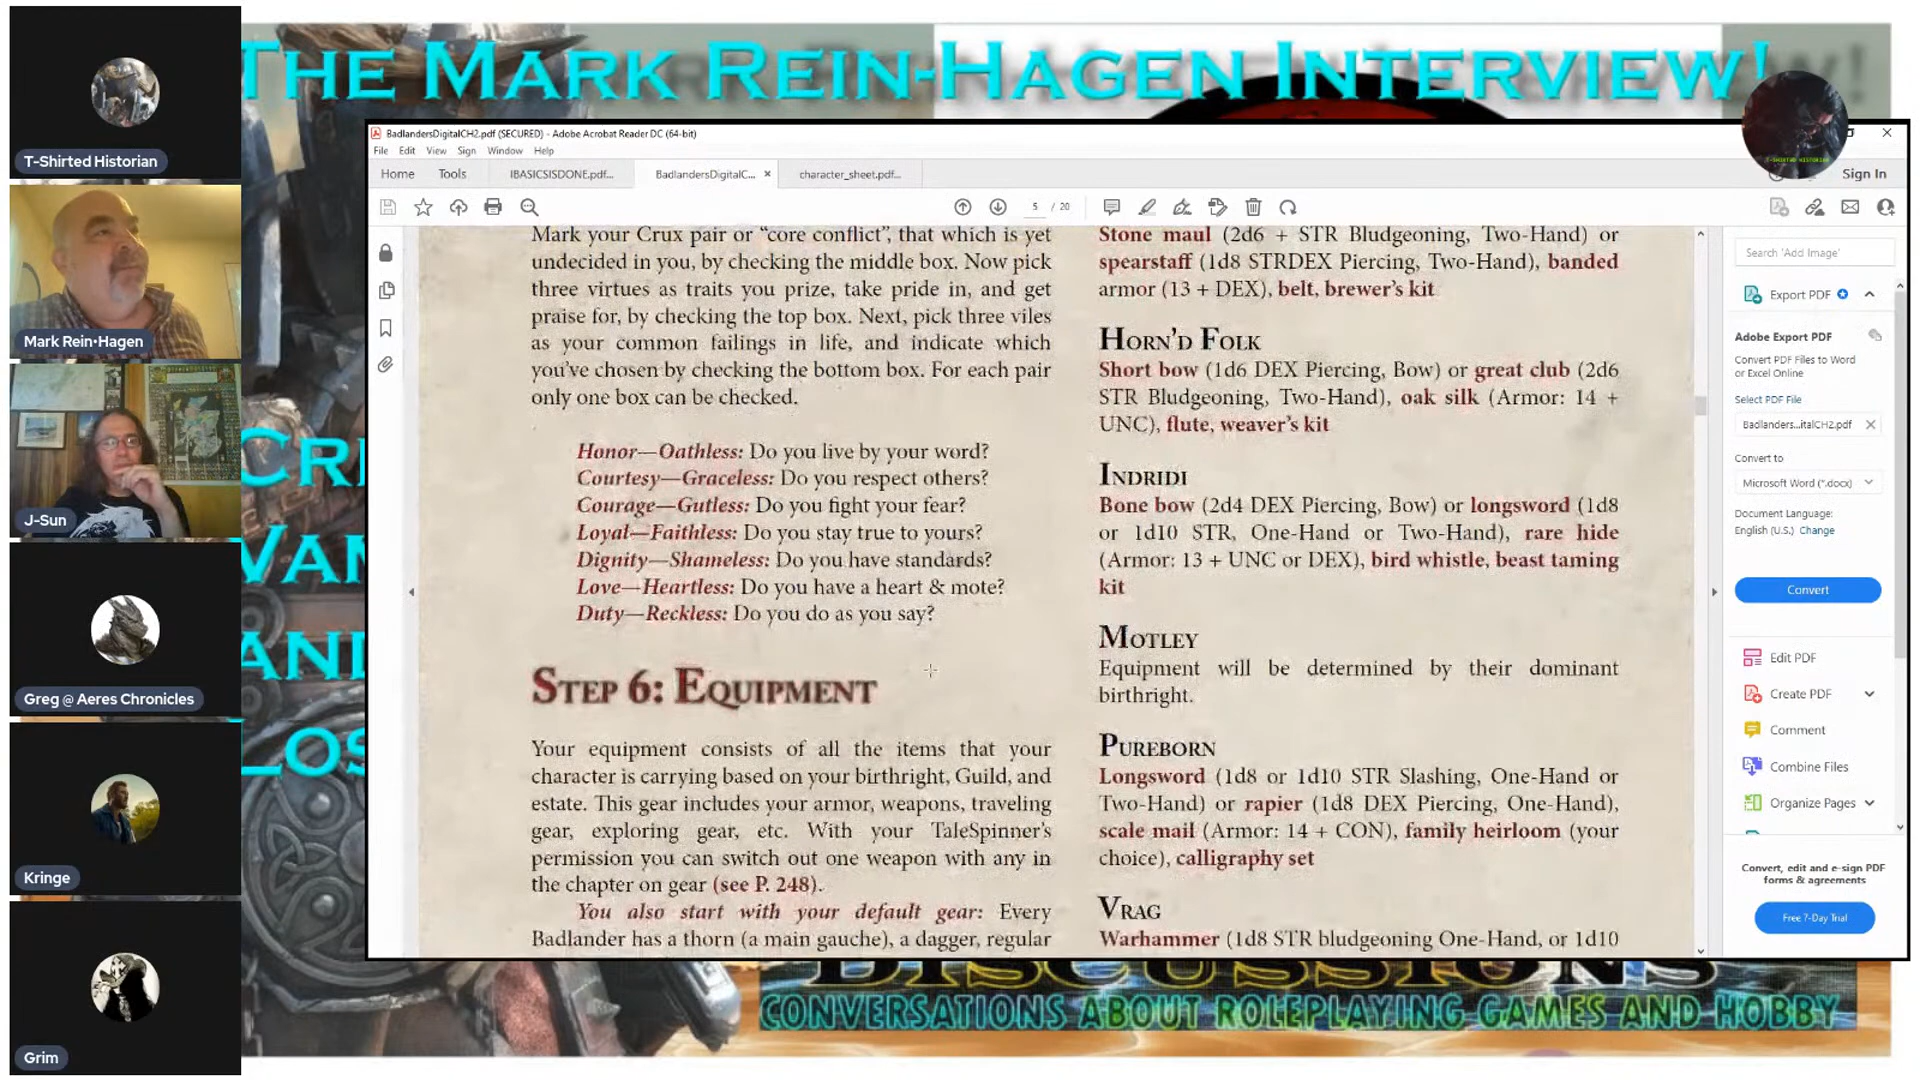 THE MARK REIN-HAGEN INTERVIEW!
T-Shirted Historian
Mark Rein•Hagen
J-Sun
Greg @ Aeres Chronicles
Kringe
Grim
BadlandersDigitalCH2.pdf (SECURED) - Adobe Acrobat Reader DC (64-bit)
File Edit View Sign Window Help
Home Tools IBASICSISDONE.pdf... BadlandersDigitalC... × character_sheet.pdf... Sign In
5 / 20
Mark your Crux pair or “core conflict”, that which is yet
undecided in you, by checking the middle box. Now pick
three virtues as traits you prize, take pride in, and get
praise for, by checking the top box. Next, pick three viles
as your common failings in life, and indicate which
you've chosen by checking the bottom box. For each pair
only one box can be checked.
Honor—Oathless: Do you live by your word?
Courtesy—Graceless: Do you respect others?
Courage—Gutless: Do you fight your fear?
Loyal—Faithless: Do you stay true to yours?
Dignity—Shameless: Do you have standards?
Love—Heartless: Do you have a heart & mote?
Duty—Reckless: Do you do as you say?
STEP 6: EQUIPMENT
Your equipment consists of all the items that your
character is carrying based on your birthright, Guild, and
estate. This gear includes your armor, weapons, traveling
gear, exploring gear, etc. With your TaleSpinner's
permission you can switch out one weapon with any in
the chapter on gear (see P. 248).
You also start with your default gear: Every
Badlander has a thorn (a main gauche), a dagger, regular
Stone maul (2d6 + STR Bludgeoning, Two-Hand) or
spearstaff (1d8 STRDEX Piercing, Two-Hand), banded
armor (13 + DEX), belt, brewer's kit
HORN'D FOLK
Short bow (1d6 DEX Piercing, Bow) or great club (2d6
STR Bludgeoning, Two-Hand), oak silk (Armor: 14 +
UNC), flute, weaver's kit
INDRIDI
Bone bow (2d4 DEX Piercing, Bow) or longsword (1d8
or 1d10 STR, One-Hand or Two-Hand), rare hide
(Armor: 13 + UNC or DEX), bird whistle, beast taming
kit
MOTLEY
Equipment will be determined by their dominant
birthright.
PUREBORN
Longsword (1d8 or 1d10 STR Slashing, One-Hand or
Two-Hand) or rapier (1d8 DEX Piercing, One-Hand),
scale mail (Armor: 14 + CON), family heirloom (your
choice), calligraphy set
VRAG
Warhammer (1d8 STR bludgeoning One-Hand, or 1d10
Search 'Add Image'
Export PDF
Adobe Export PDF
Convert PDF Files to Word
or Excel Online
Select PDF File
Badlanders...italCH2.pdf
Convert to
Microsoft Word (*.docx)
Document Language:
English (U.S.) Change
Convert
Edit PDF
Create PDF
Comment
Combine Files
Organize Pages
Convert, edit and e-sign PDF
forms & agreements
Free 7-Day Trial
CRE
VAM
AND
LOS
DISCUSSIONS
CONVERSATIONS ABOUT ROLEPLAYING GAMES AND HOBBY